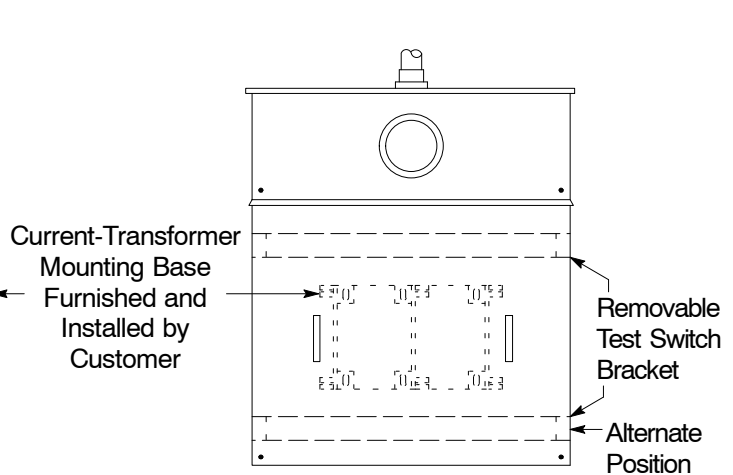 Current-Transformer
Mounting Base
Furnished and
Installed by
Customer
Removable
Test Switch
Bracket
Alternate
Position